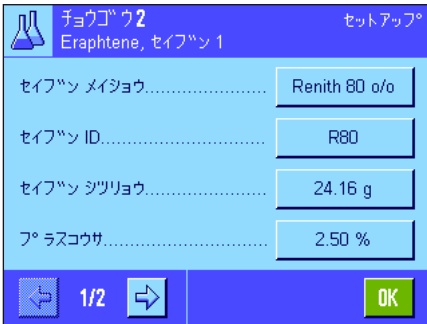 チョウゴウ2
セットアップ
Eraphtene, セイブン 1
セイブン メイショウ...................... Renith 80 o/o
セイブン ID............................. R80
セイブン シツリョウ...................... 24.16 g
プラスコウサ............................. 2.50 %
1/2 OK